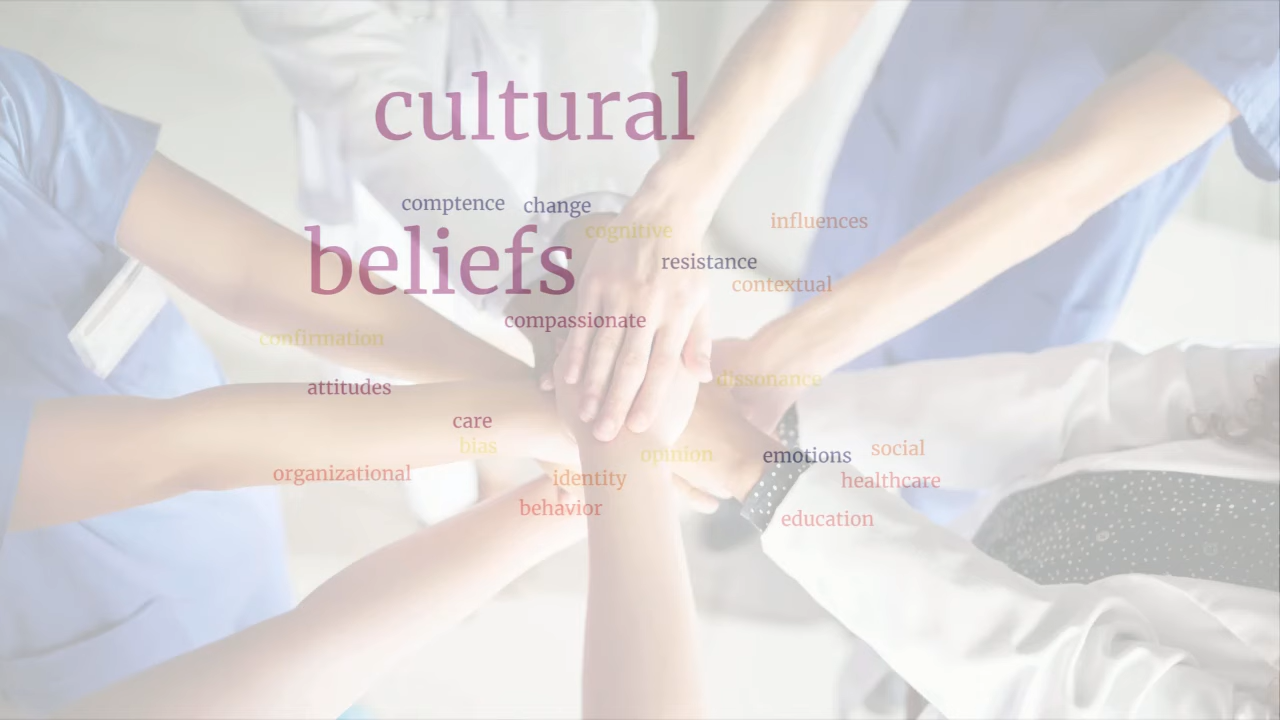 cultural
comptence change
cognitive
influences
beliefs
resistance
contextual
compassionate
confirmation
dissonance
attitudes
care
bias
opinion
emotions
social
organizational
identity
healthcare
behavior
education